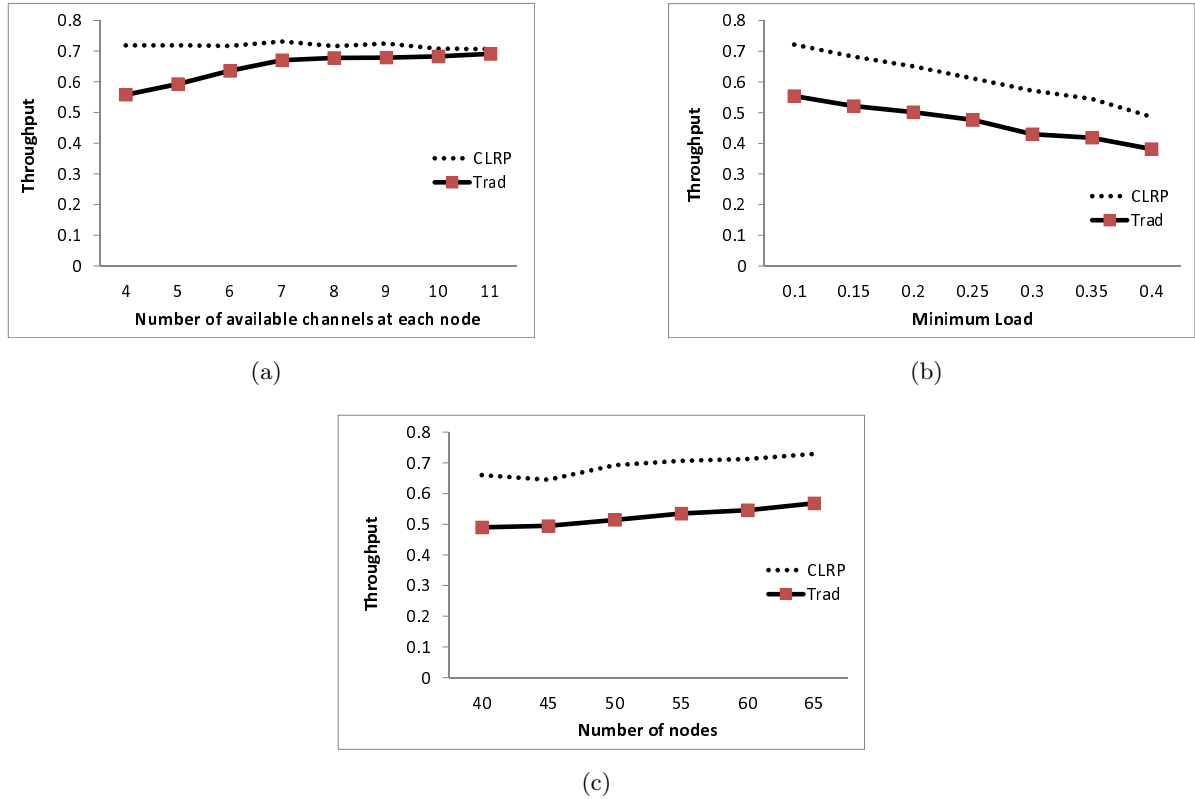 0.8
0.7
0.6
0.5
0.4
0.3
0.2
0.1
0
Throughput
CLRP
Trad
4 5 6 7 8 9 10 11
Number of available channels at each node
(a)
0.8
0.7
0.6
0.5
0.4
0.3
0.2
0.1
0
Throughput
CLRP
Trad
0.1 0.15 0.2 0.25 0.3 0.35 0.4
Minimum Load
(b)
0.8
0.7
0.6
0.5
0.4
0.3
0.2
0.1
0
Throughput
CLRP
Trad
40 45 50 55 60 65
Number of nodes
(c)